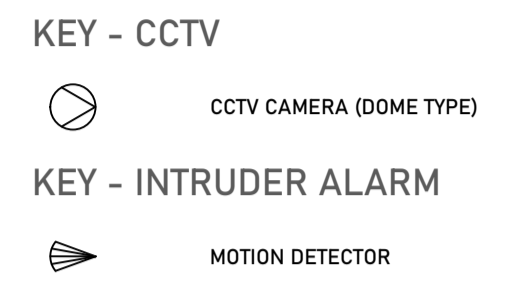 KEY - CCTV
CCTV CAMERA (DOME TYPE)
KEY - INTRUDER ALARM
MOTION DETECTOR